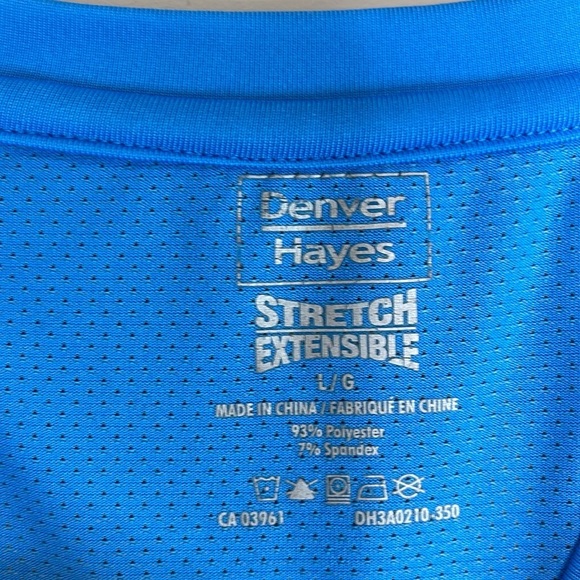 Denver
Hayes
STRETCH
EXTENSIBLE
L / G
MADE IN CHINA / FABRIQUÉ EN CHINE
93% Polyester
7% Spandex
CA 03961 DH3A0210-350